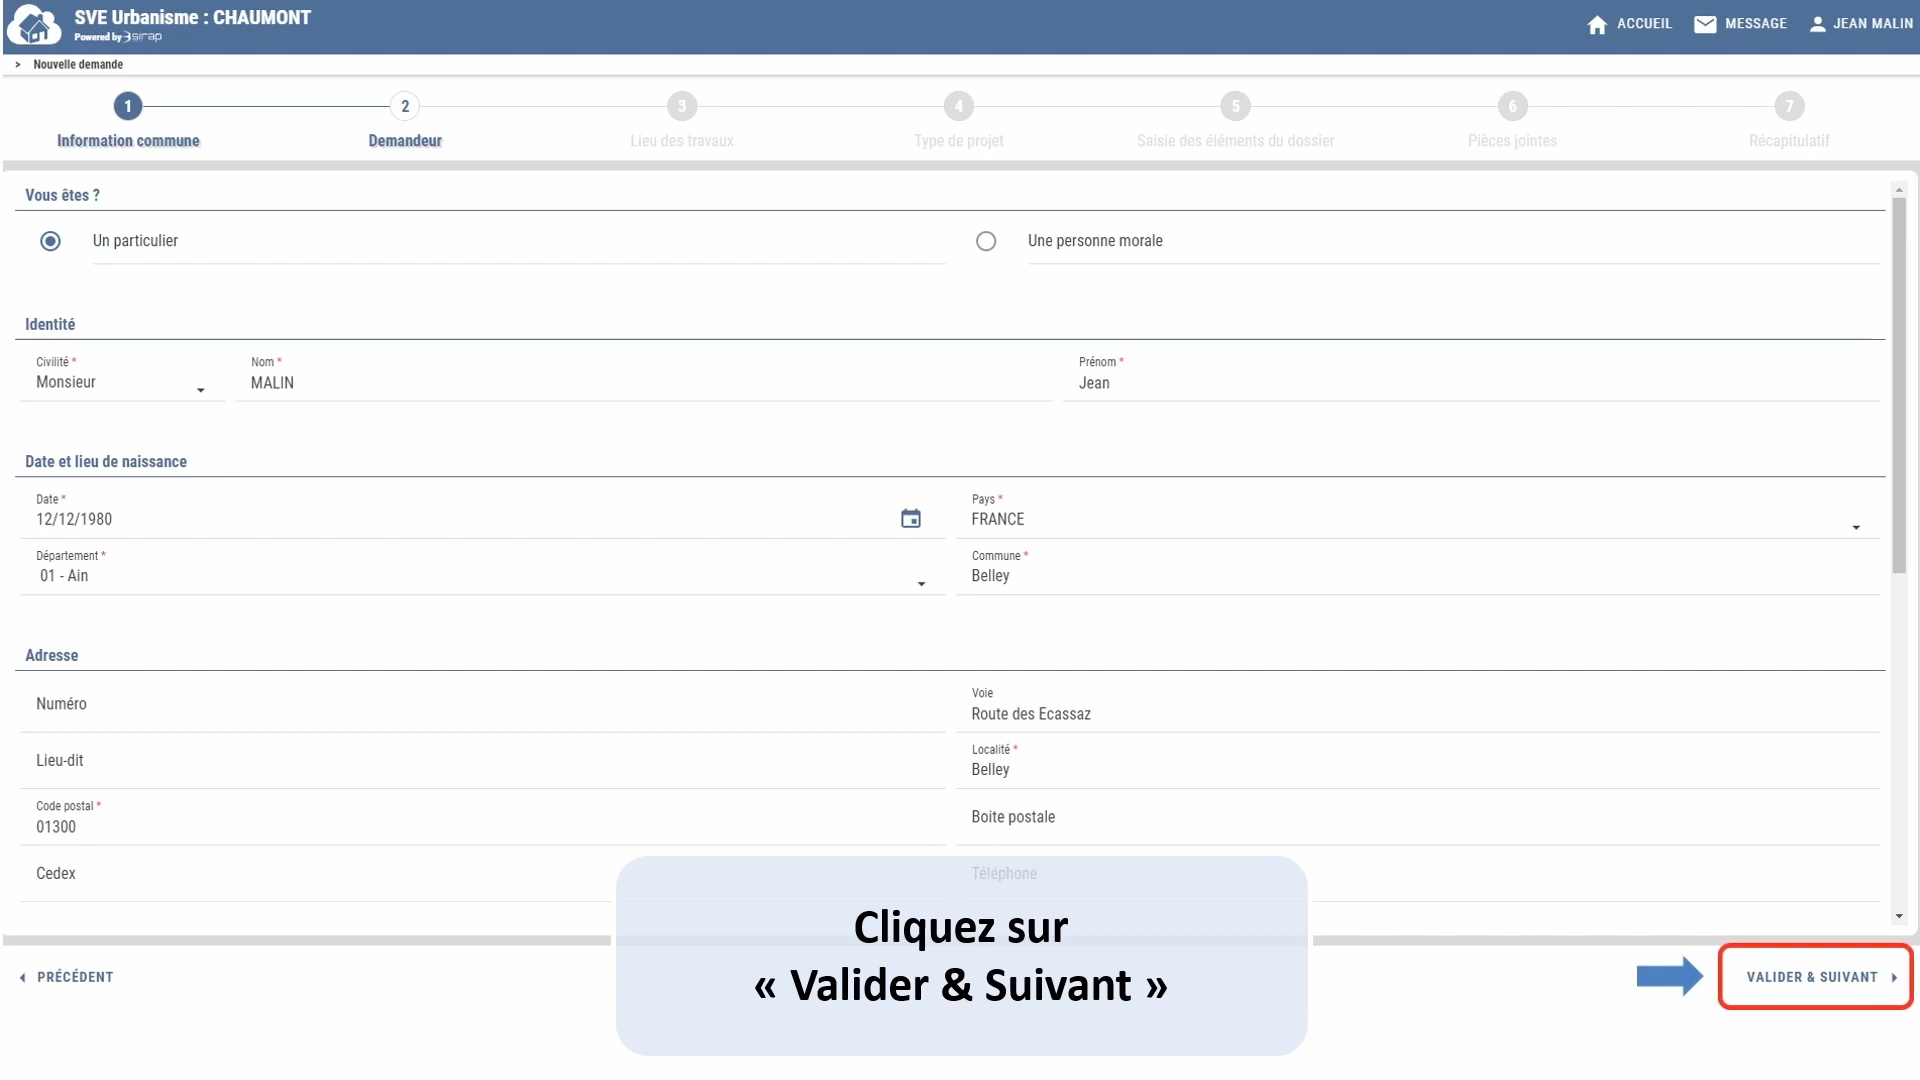 SVE Urbanisme : CHAUMONT
Powered by sirap
ACCUEIL
MESSAGE
JEAN MALIN
> Nouvelle demande
1
2
3
4
5
6
7
Information commune
Demandeur
Lieu des travaux
Type de projet
Saisie des éléments du dossier
Pièces jointes
Récapitulatif
Vous êtes ?
Un particulier
Une personne morale
Identité
Civilité *
Nom *
Prénom *
Monsieur
MALIN
Jean
Date et lieu de naissance
Date *
Pays *
12/12/1980
FRANCE
Département *
Commune *
01 - Ain
Belley
Adresse
Numéro
Voie
Route des Ecassaz
Lieu-dit
Localité *
Belley
Code postal *
01300
Boite postale
Cedex
Téléphone
Cliquez sur
« Valider & Suivant »
PRÉCÉDENT
VALIDER & SUIVANT